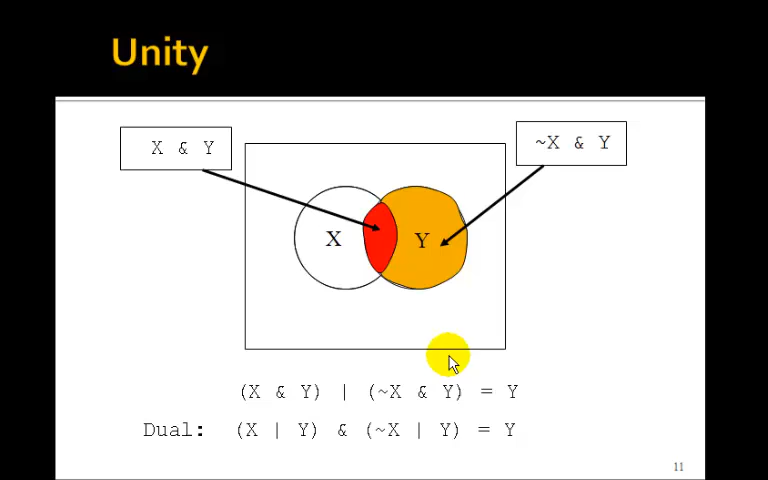 Unity
X & Y
~X & Y
X
Y
(X & Y) | (~X & Y) = Y
Dual: (X | Y) & (~X | Y) = Y
11